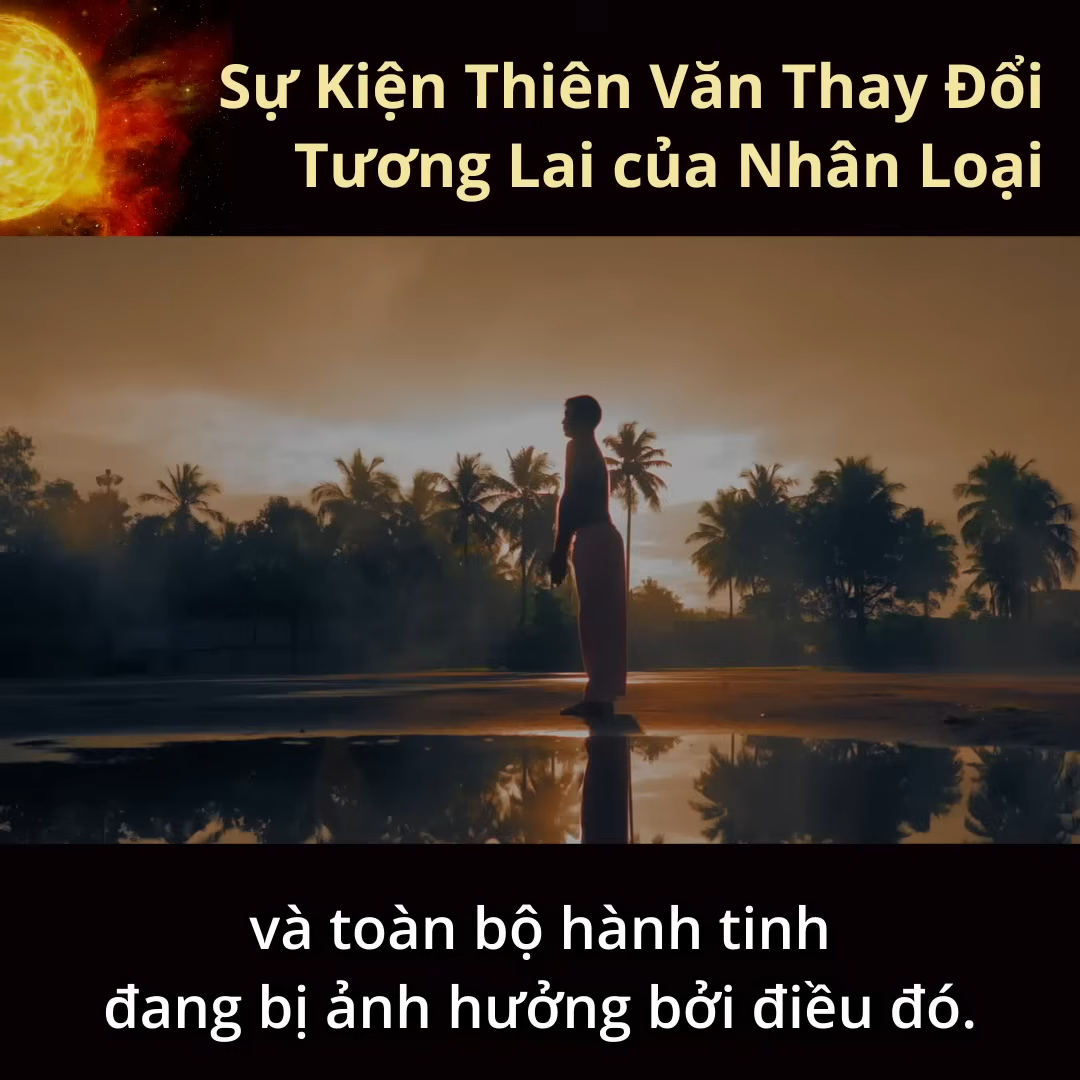 Sự Kiện Thiên Văn Thay Đổi
Tương Lai của Nhân Loại
và toàn bộ hành tinh
đang bị ảnh hưởng bởi điều đó.